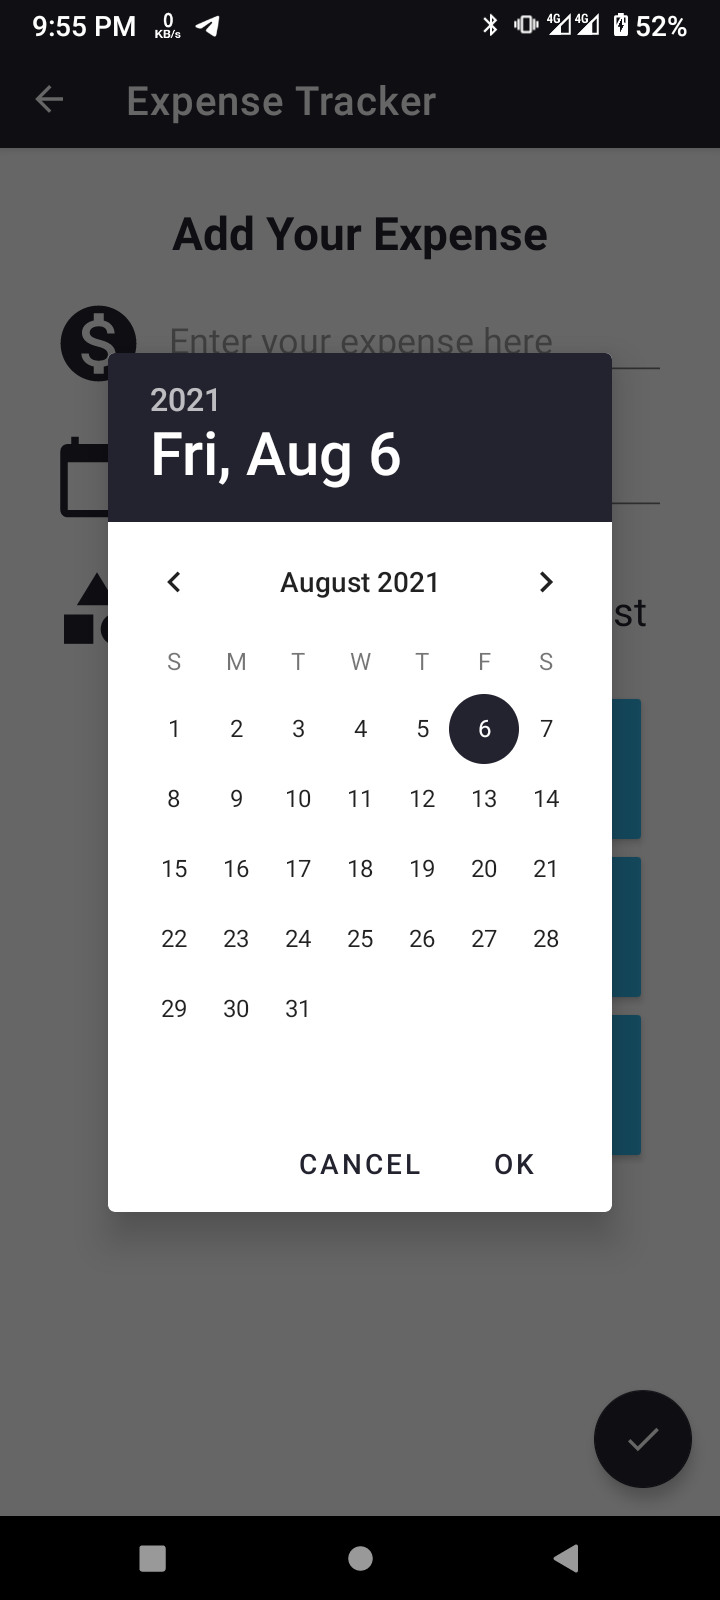 9:55 PM 0 KB/s 4G 4G 52%
Expense Tracker
Add Your Expense
$ Enter your expense here
2021
Fri, Aug 6
August 2021
st
S M T W T F S
1 2 3 4 5 6 7
8 9 10 11 12 13 14
15 16 17 18 19 20 21
22 23 24 25 26 27 28
29 30 31
CANCEL OK